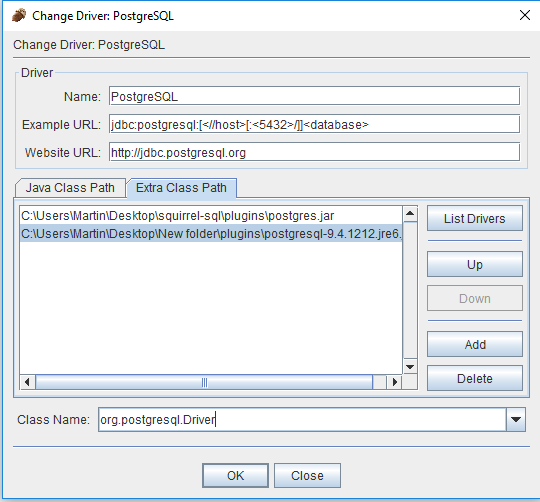 Change Driver: PostgreSQL
Change Driver: PostgreSQL
Driver
Name: PostgreSQL
Example URL: jdbc:postgresql:[<//host>[:<5432>/]]<database>
Website URL: http://jdbc.postgresql.org
Java Class Path Extra Class Path
C:\Users\Martin\Desktop\squirrel-sql\plugins\postgres.jar
C:\Users\Martin\Desktop\New folder\plugins\postgresql-9.4.1212.jre6.
List Drivers
Up
Down
Add
Delete
Class Name: org.postgresql.Driver
OK Close